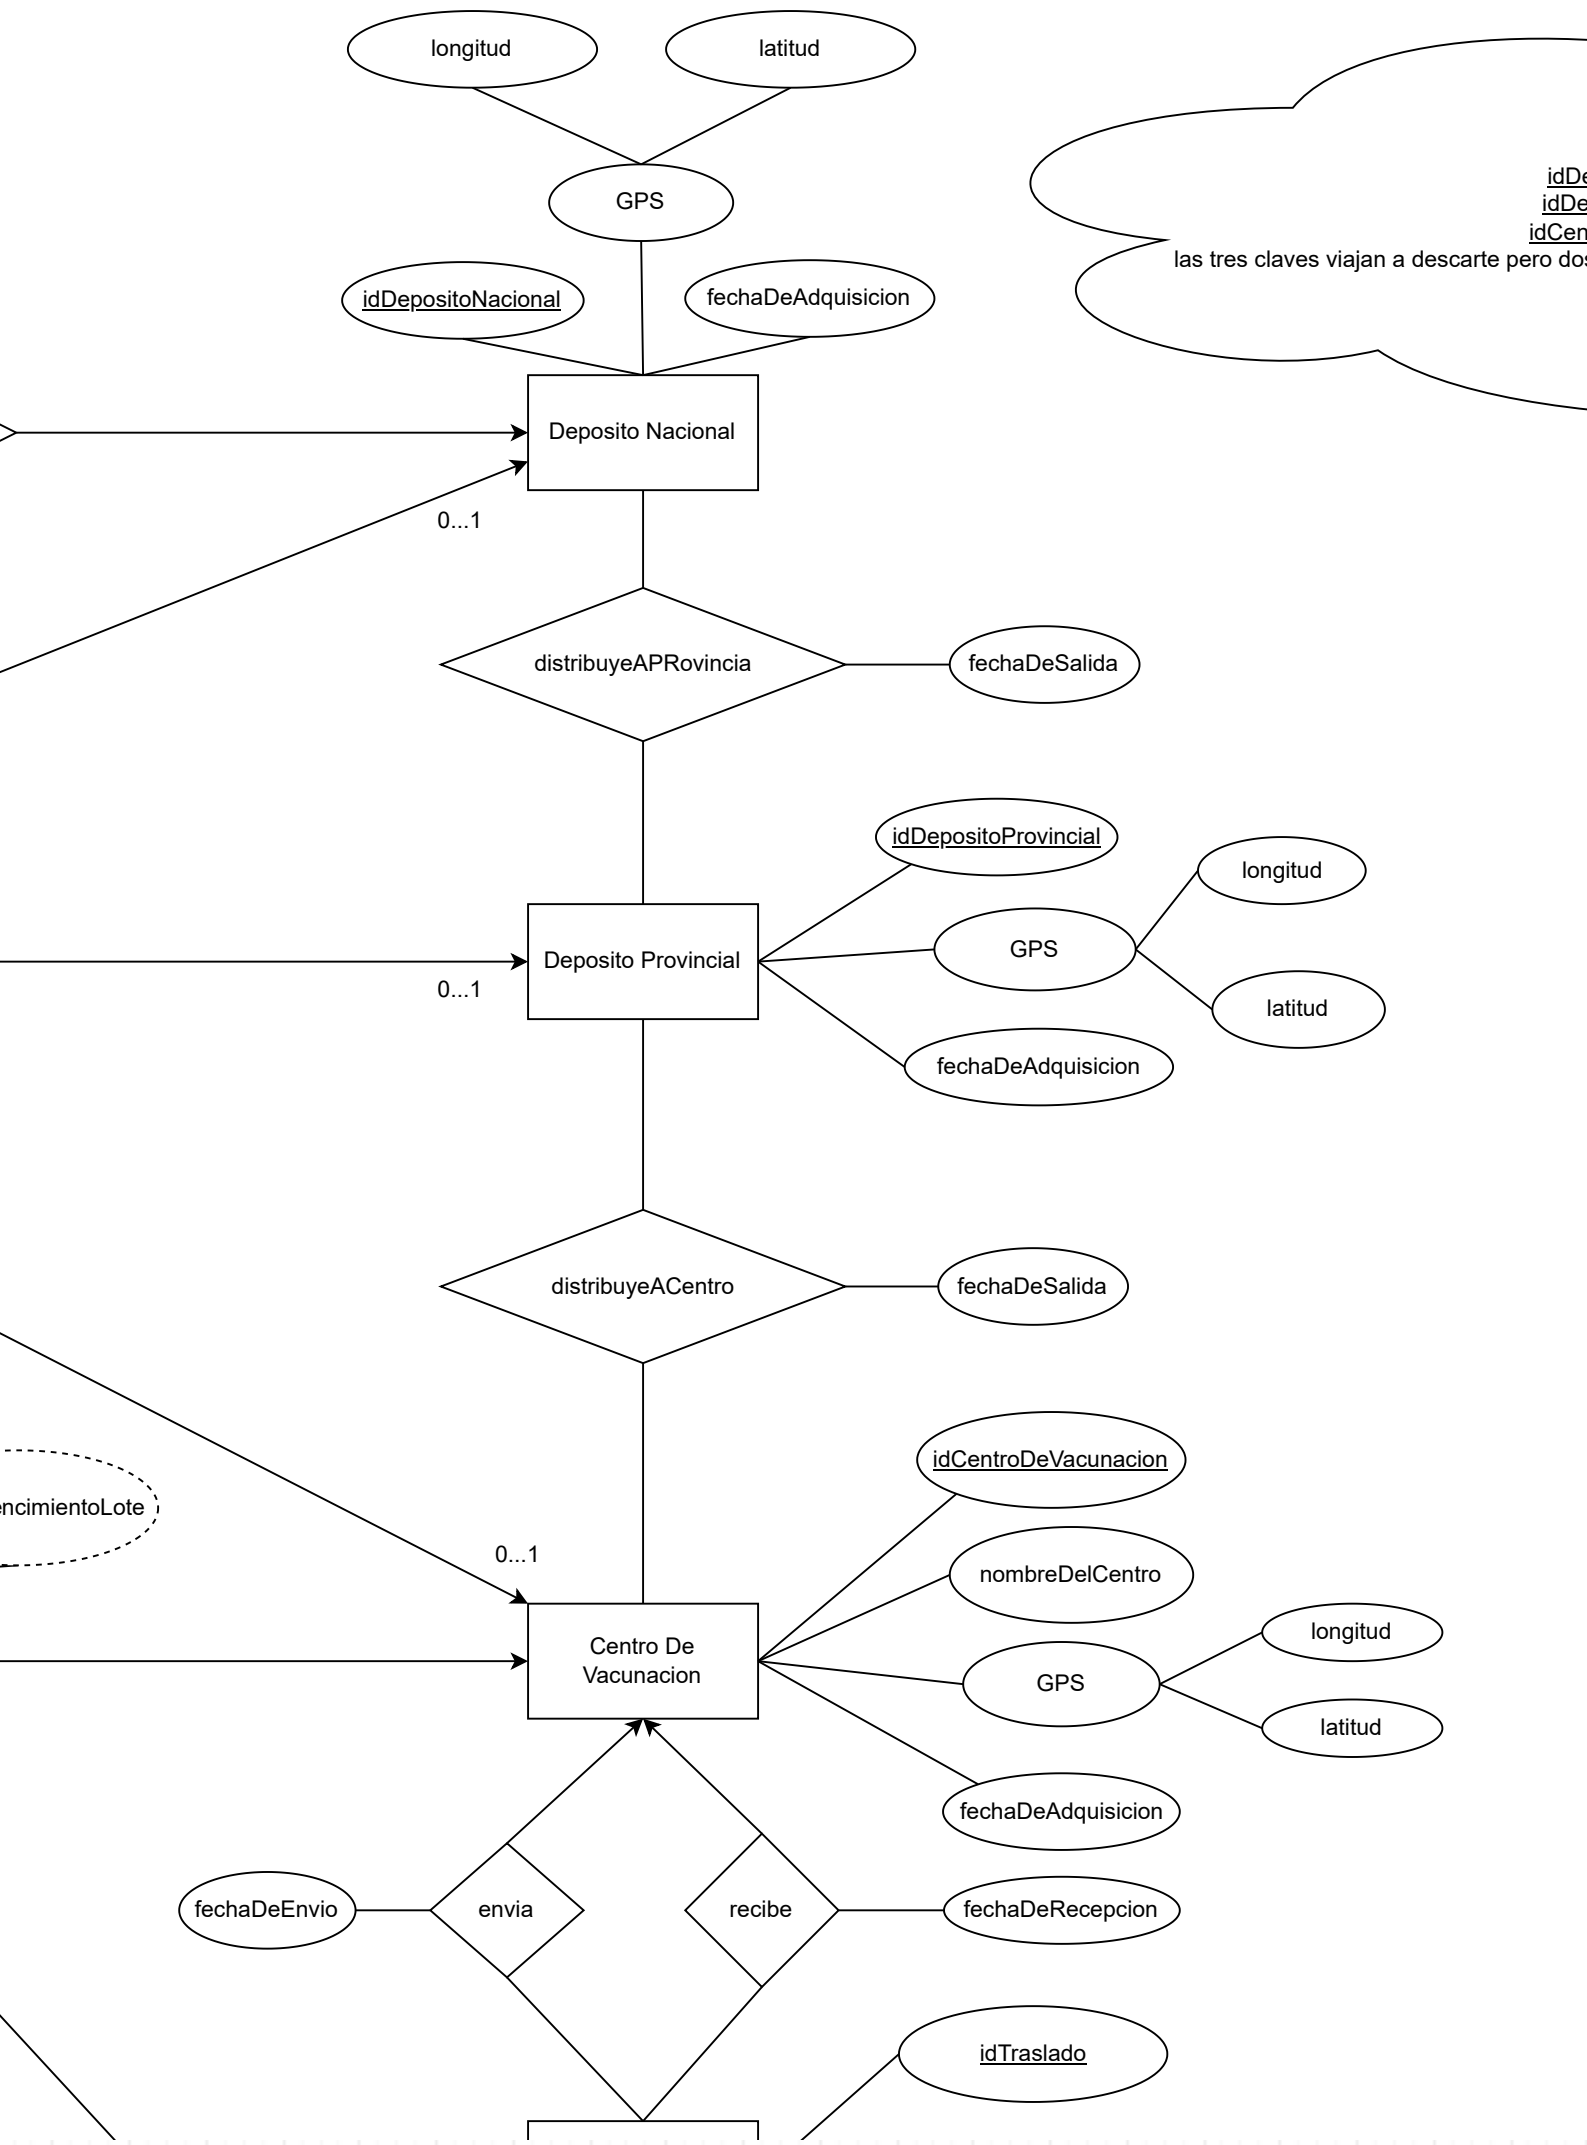 longitud
latitud
GPS
idDepositoNacional
fechaDeAdquisicion
las tres claves viajan a descarte pero
Deposito Nacional
0...1
distribuyeAPRovincia
fechaDeSalida
idDepositoProvincial
longitud
GPS
Deposito Provincial
0...1
latitud
fechaDeAdquisicion
distribuyeACentro
fechaDeSalida
idCentroDeVacunacion
0...1
nombreDelCentro
longitud
Centro De
Vacunacion
GPS
latitud
fechaDeAdquisicion
fechaDeEnvio
envia
recibe
fechaDeRecepcion
idTraslado